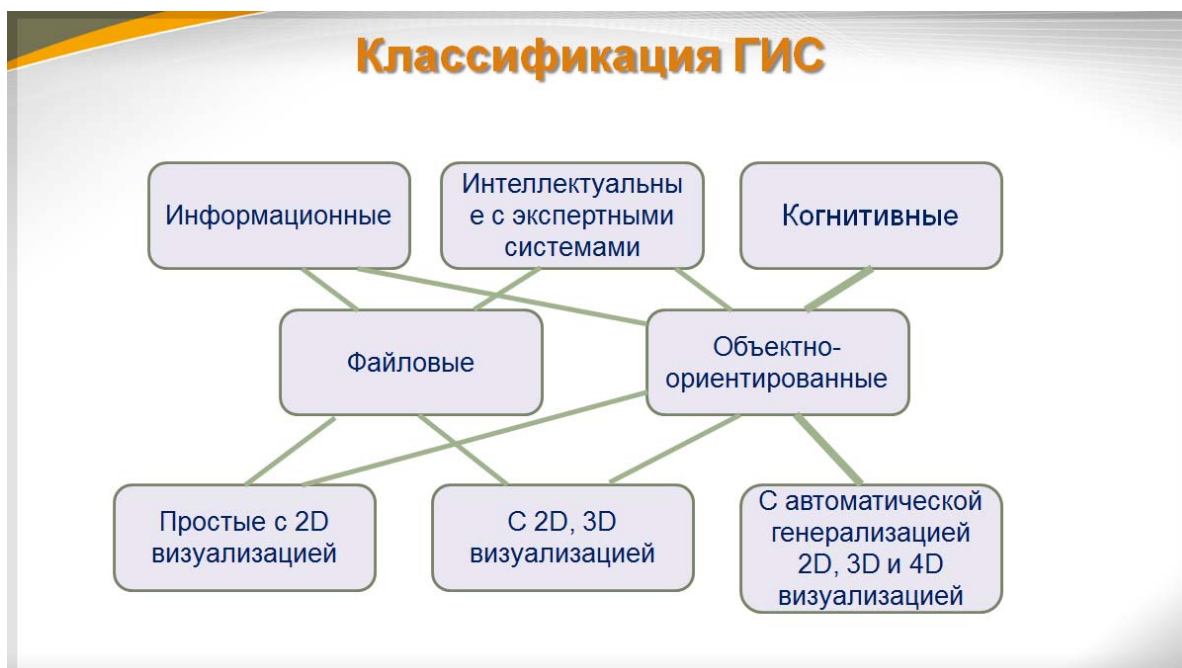 Классификация ГИС
Информационные
Интеллектуальны
е с экспертными
системами
Когнитивные
Файловые
Объектно-
ориентированные
Простые с 2D
визуализацией
С 2D, 3D
визуализацией
С автоматической
генерализацией
2D, 3D и 4D
визуализацией